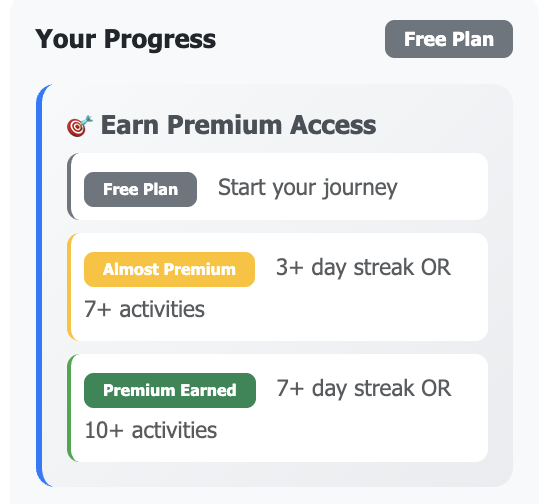 Your Progress Free Plan
🎯 Earn Premium Access
Free Plan Start your journey
Almost Premium 3+ day streak OR
7+ activities
Premium Earned 7+ day streak OR
10+ activities